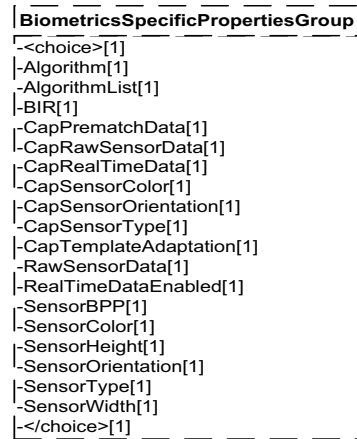 BiometricsSpecificPropertiesGroup
-<choice>[1]
-Algorithm[1]
-AlgorithmList[1]
-BIR[1]
-CapPrematchData[1]
-CapRawSensorData[1]
-CapRealTimeData[1]
-CapSensorColor[1]
-CapSensorOrientation[1]
-CapSensorType[1]
-CapTemplateAdaptation[1]
-RawSensorData[1]
-RealTimeDataEnabled[1]
-SensorBPP[1]
-SensorColor[1]
-SensorHeight[1]
-SensorOrientation[1]
-SensorType[1]
-SensorWidth[1]
-</choice>[1]